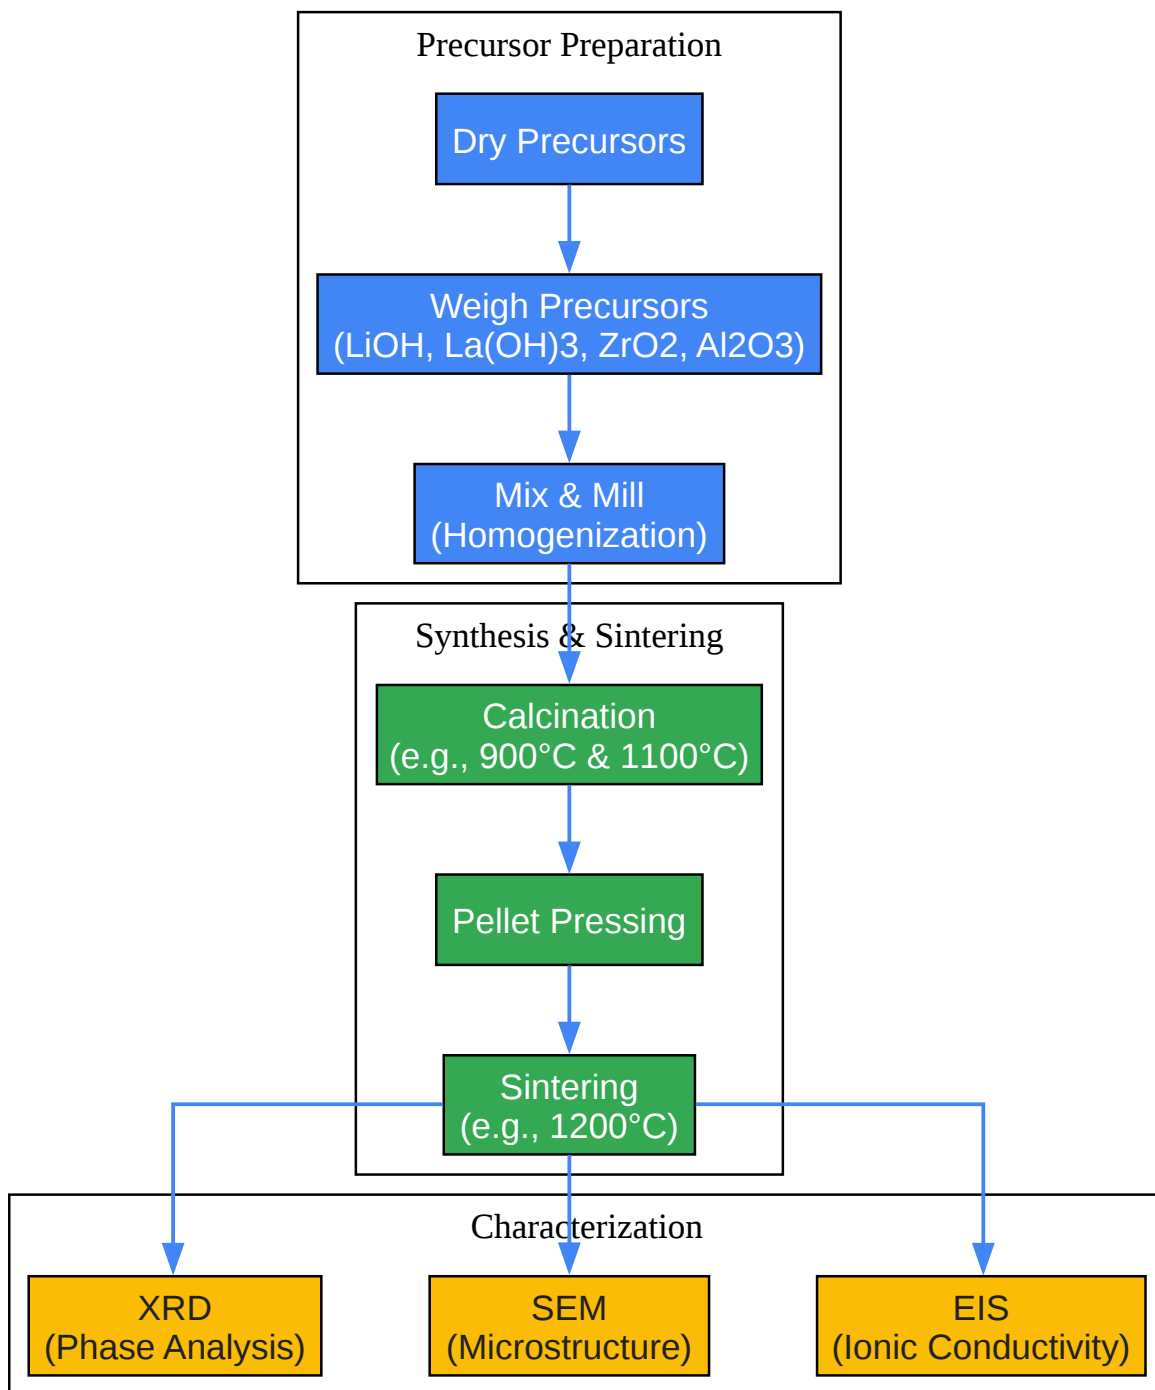 Precursor Preparation
Dry Precursors
Weigh Precursors
(LiOH, La(OH)3, ZrO2, Al2O3)
Mix & Mill
(Homogenization)
Synthesis & Sintering
Calcination
(e.g., 900°C & 1100°C)
Pellet Pressing
Sintering
(e.g., 1200°C)
Characterization
XRD
(Phase Analysis)
SEM
(Microstructure)
EIS
(Ionic Conductivity)